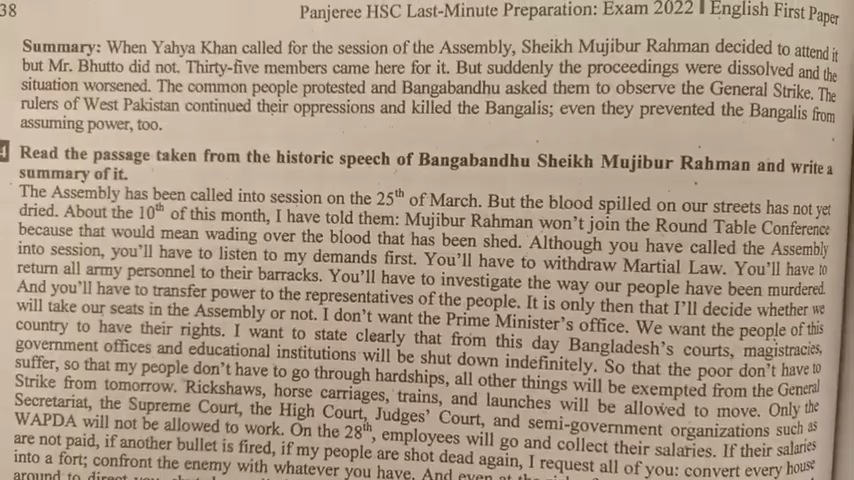 38
Panjeree HSC Last-Minute Preparation: Exam 2022 I English First Paper
Summary: When Yahya Khan called for the session of the Assembly, Sheikh Mujibur Rahman decided to attend it
but Mr. Bhutto did not. Thirty-five members came here for it. But suddenly the proceedings were dissolved and the
situation worsened. The common people protested and Bangabandhu asked them to observe the General Strike. The
rulers of West Pakistan continued their oppressions and killed the Bangalis; even they prevented the Bangalis from
assuming power, too.
Read the passage taken from the historic speech of Bangabandhu Sheikh Mujibur Rahman and write a
summary of it.
The Assembly has been called into session on the 25th of March. But the blood spilled on our streets has not yet
dried. About the 10th of this month, I have told them: Mujibur Rahman won't join the Round Table Conference
because that would mean wading over the blood that has been shed. Although you have called the Assembly
into session, you'll have to listen to my demands first. You'll have to withdraw Martial Law. You'll have to
return all army personnel to their barracks. You'll have to investigate the way our people have been murdered.
And you'll have to transfer power to the representatives of the people. It is only then that I'll decide whether we
will take our seats in the Assembly or not. I don't want the Prime Minister's office. We want the people of this
country to have their rights. I want to state clearly that from this day Bangladesh's courts, magistracies,
government offices and educational institutions will be shut down indefinitely. So that the poor don't have to
suffer, so that my people don't have to go through hardships, all other things will be exempted from the General
Strike from tomorrow. Rickshaws, horse carriages, trains, and launches will be allowed to move. Only the
Secretariat, the Supreme Court, the High Court, Judges' Court, and semi-government organizations such as
WAPDA will not be allowed to work. On the 28th, employees will go and collect their salaries. If their salaries
are not paid, if another bullet is fired, if my people are shot dead again, I request all of you: convert every house
into a fort; confront the enemy with whatever you have. And even at the
around to direct you